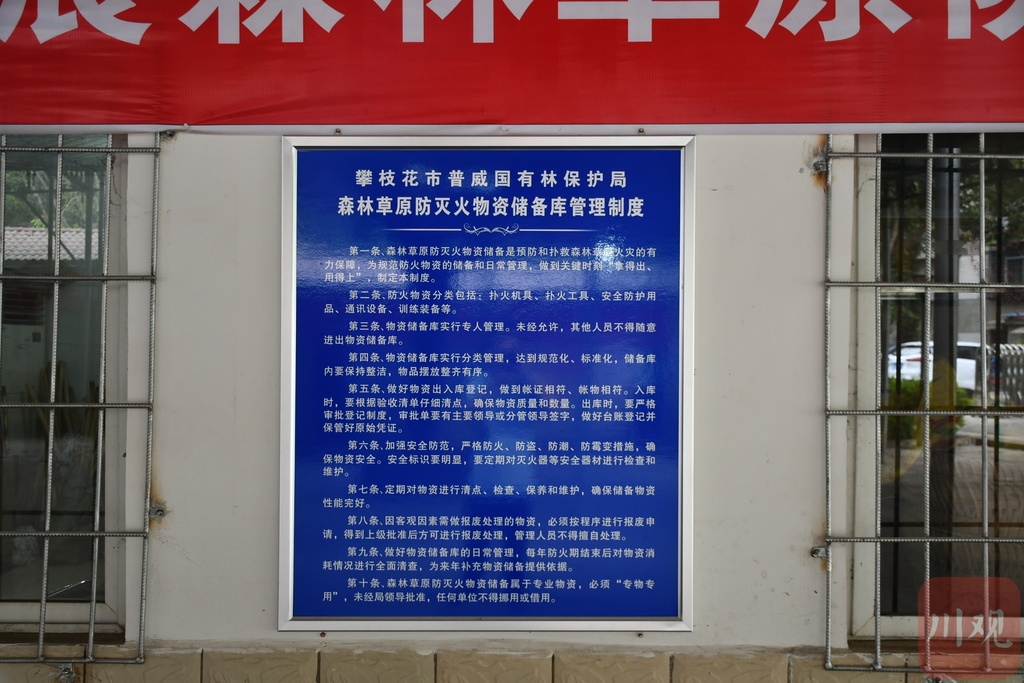 森林草原防
攀枝花市普威国有林保护局
森林草原防灭火物资储备库管理制度
第一条、森林草原防灭火物资储备是预防和扑救森林草原火灾的有
力保障，为规范防火物资的储备和日常管理，做到关键时刻“拿得出、
用得上”，制定本制度。
第二条、防火物资分类包括：扑火机具、扑火工具、安全防护用
品、通讯设备、训练装备等。
第三条、物资储备库实行专人管理。未经允许，其他人员不得随意
进出物资储备库。
第四条、物资储备库实行分类管理，达到规范化、标准化，储备库
内要保持整洁，物品摆放整齐有序。
第五条、做好物资出入库登记，做到帐证相符、帐物相符。入库
时，要根据验收清单仔细清点，确保物资质量和数量。出库时，要严格
审批登记制度，审批单要有主要领导或分管领导签字，做好台账登记并
保管好原始凭证。
第六条、加强安全防范，严格防火、防盗、防潮、防霉变措施，确
保物资安全。安全标识要明显，要定期对灭火器等安全器材进行检查和
维护。
第七条、定期对物资进行清点、检查、保养和维护，确保储备物资
性能完好。
第八条、因客观因素需做报废处理的物资，必须按程序进行报废申
请，得到上级批准后方可进行报废处理，管理人员不得擅自处理。
第九条、做好物资储备库的日常管理，每年防火期结束后对物资消
耗情况进行全面清查，为来年补充物资储备提供依据。
第十条、森林草原防灭火物资储备属于专业物资，必须“专物专
用”，未经局领导批准，任何单位不得挪用或借用。
川观